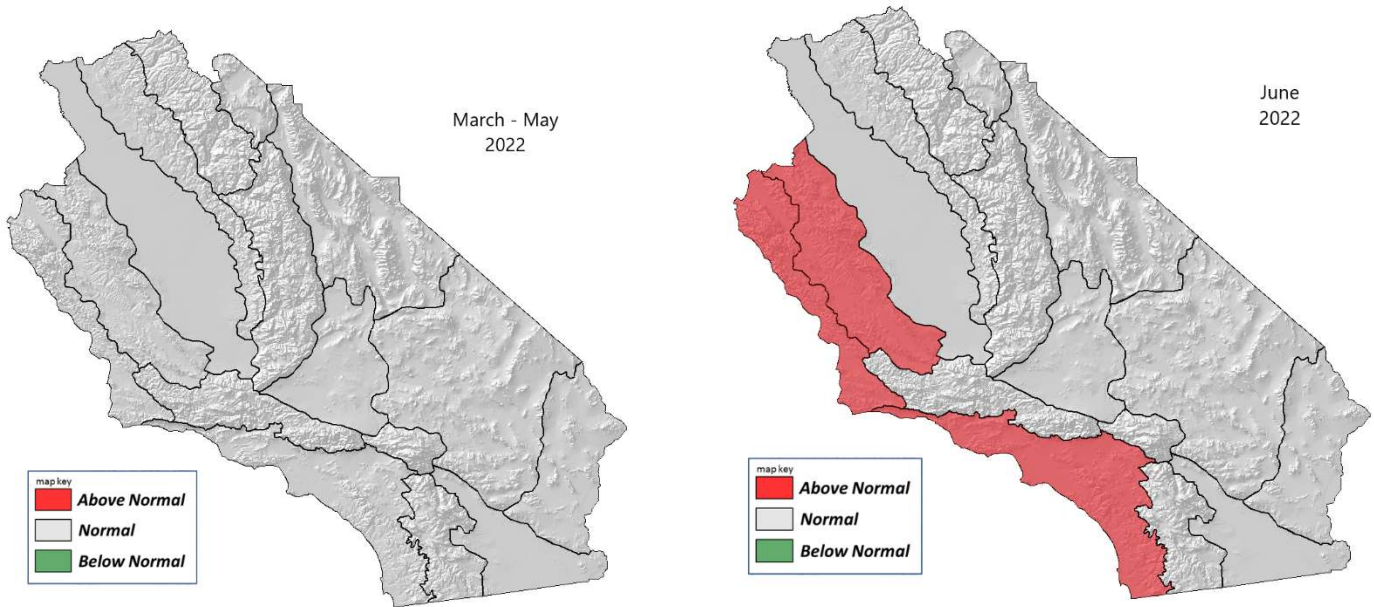 March - May
2022
map key
Above Normal
Normal
Below Normal
June
2022
map key
Above Normal
Normal
Below Normal